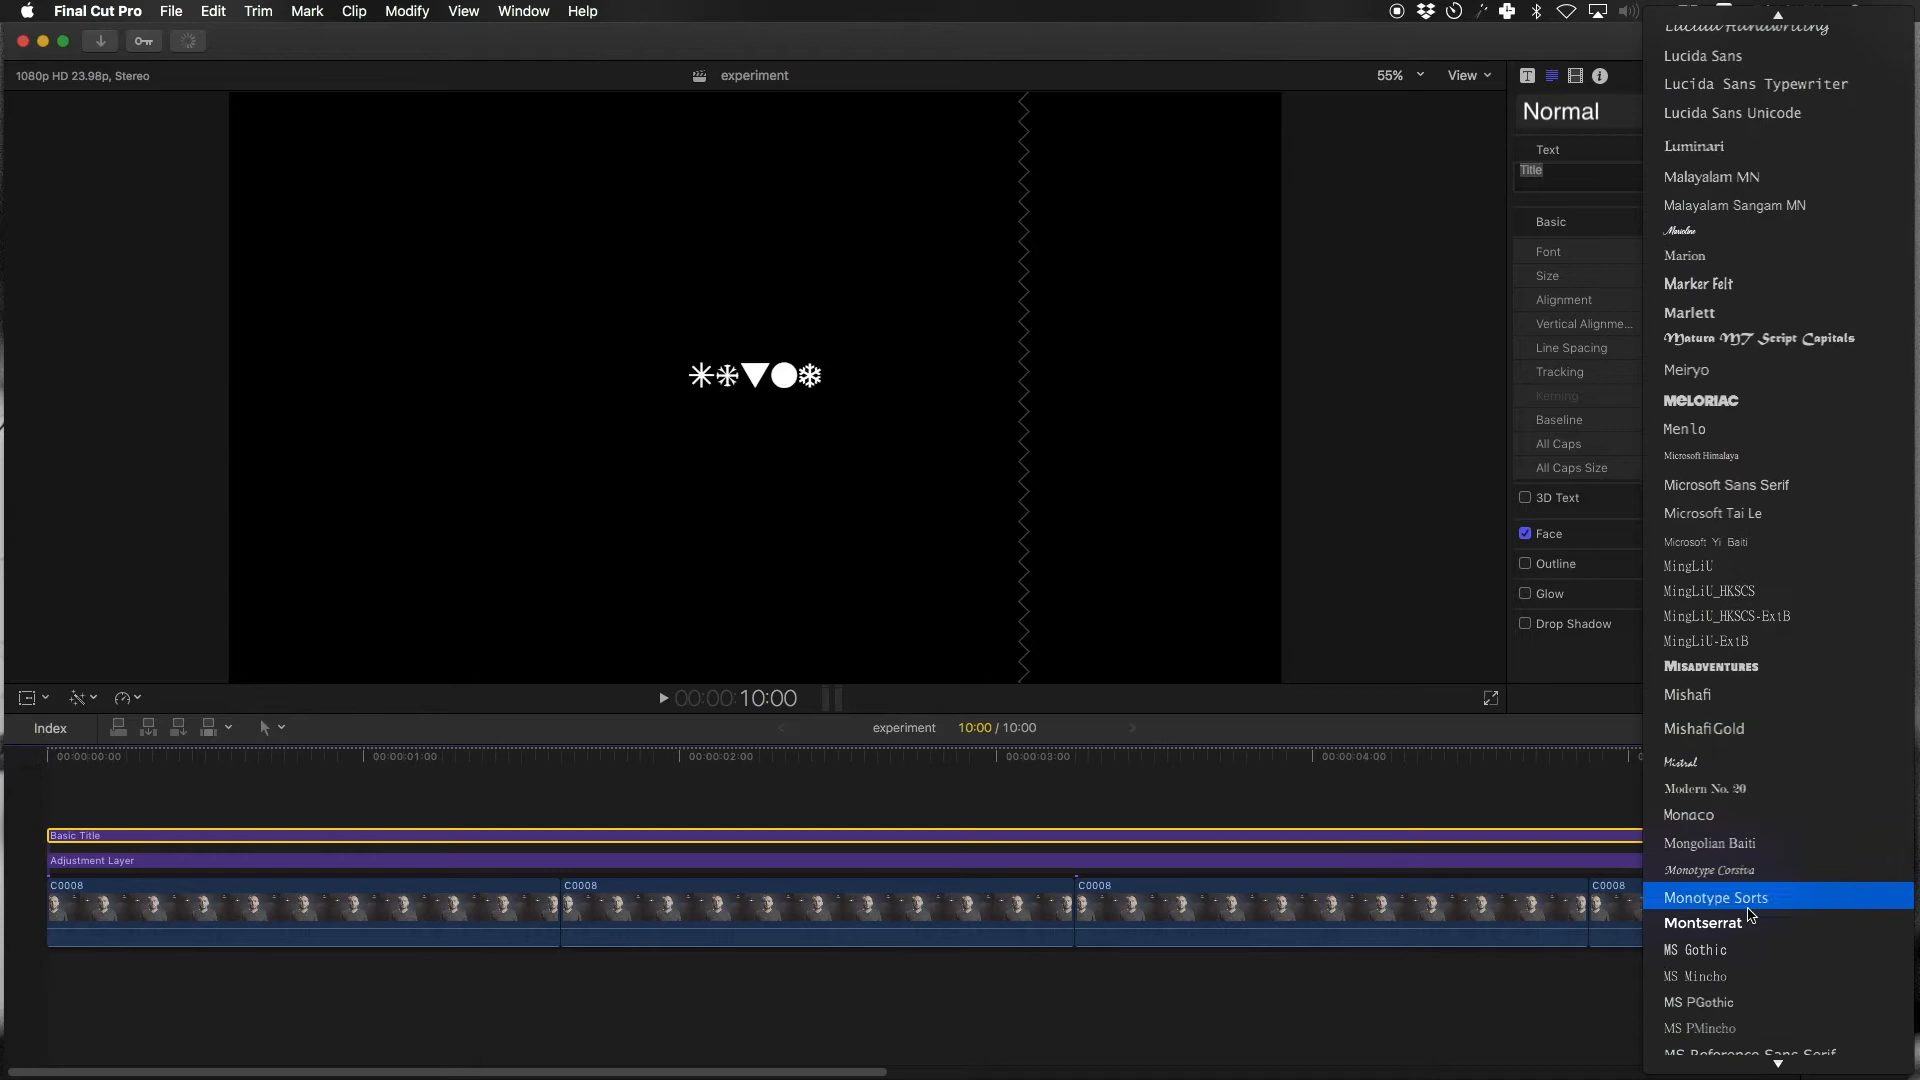 Final Cut Pro File Edit Trim Mark Clip Modify View Window Help
1080p HD 23.98p, Stereo
experiment
55%
View
Normal
Text
Title
Basic
Font
Size
Alignment
Vertical Alignme...
Line Spacing
Tracking
Kerning
Baseline
All Caps
All Caps Size
3D Text
Face
Outline
Glow
Drop Shadow
Lucida Handwriting
Lucida Sans
Lucida Sans Typewriter
Lucida Sans Unicode
Luminari
Malayalam MN
Malayalam Sangam MN
Marion
Marker Felt
Marlett
Matura MT Script Capitals
Meiryo
MELORIAC
Menlo
Microsoft Himalaya
Microsoft Sans Serif
Microsoft Tai Le
Microsoft Yi Baiti
MingLiU
MingLiU_HKSCS
MingLiU_HKSCS-ExtB
MingLiU-ExtB
MISADVENTURES
Mishafi
Mishafi Gold
Mistral
Modern No. 20
Monaco
Mongolian Baiti
Monotype Corsiva
Monotype Sorts
Montserrat
MS Gothic
MS Mincho
MS PGothic
MS PMincho
MS Reference Sans Serif
00:00:10:00
Index
experiment
10:00 / 10:00
00:00:00:00
00:00:01:00
00:00:02:00
00:00:03:00
00:00:04:00
Basic Title
Adjustment Layer
C0008
C0008
C0008
C0008